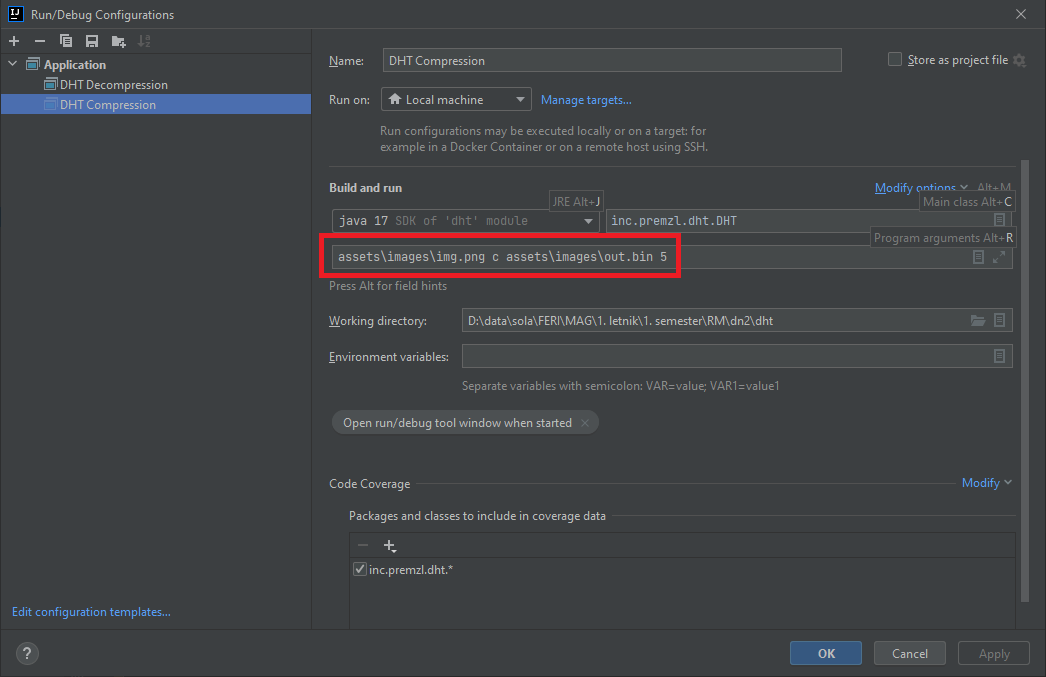 IJ Run/Debug Configurations
Application
DHT Decompression
DHT Compression
Edit configuration templates...
Name: DHT Compression Store as project file
Run on: Local machine Manage targets...
Run configurations may be executed locally or on a target: for
example in a Docker Container or on a remote host using SSH.
Build and run Modify options Alt+M
JRE Alt+J Main class Alt+C
java 17 SDK of 'dht' module inc.premzl.dht.DHT
Program arguments Alt+R
assets\images\img.png c assets\images\out.bin 5
Press Alt for field hints
Working directory: D:\data\sola\FERI\MAG\1. letnik\1. semester\RM\dn2\dht
Environment variables:
Separate variables with semicolon: VAR=value; VAR1=value1
Open run/debug tool window when started
Code Coverage Modify
Packages and classes to include in coverage data
inc.premzl.dht.*
? OK Cancel Apply